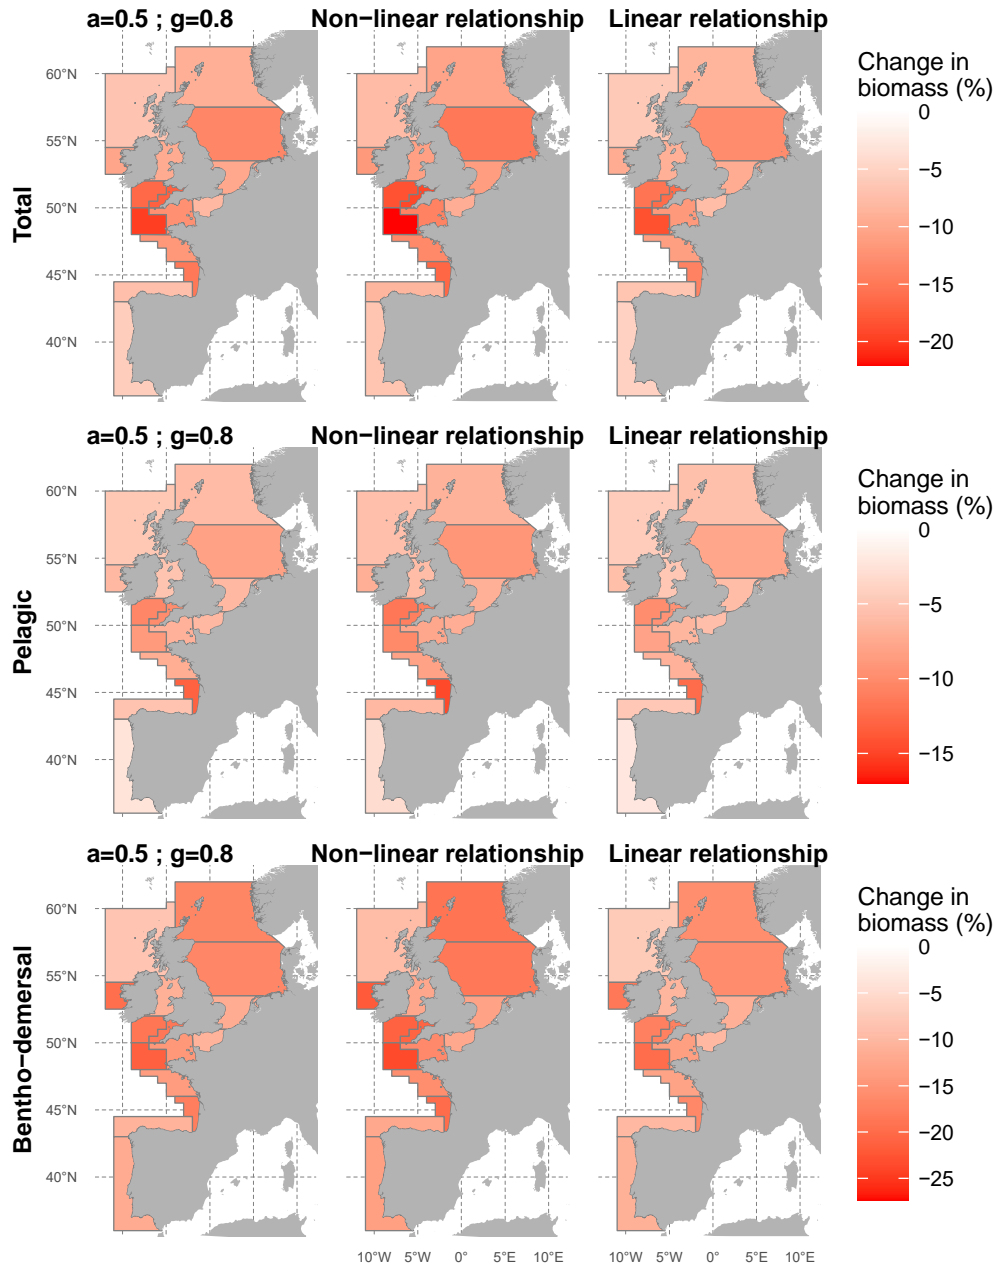 a=0.5 ; g=0.8
Non−linear relationship
Linear relationship
Total
60°N
55°N
50°N
45°N
40°N
Change in
biomass (%)
0
−5
−10
−15
−20
a=0.5 ; g=0.8
Non−linear relationship
Linear relationship
Pelagic
60°N
55°N
50°N
45°N
40°N
Change in
biomass (%)
0
−5
−10
−15
a=0.5 ; g=0.8
Non−linear relationship
Linear relationship
Bentho−demersal
60°N
55°N
50°N
45°N
40°N
Change in
biomass (%)
0
−5
−10
−15
−20
−25
10°W 5°W 0° 5°E 10°E
10°W 5°W 0° 5°E 10°E